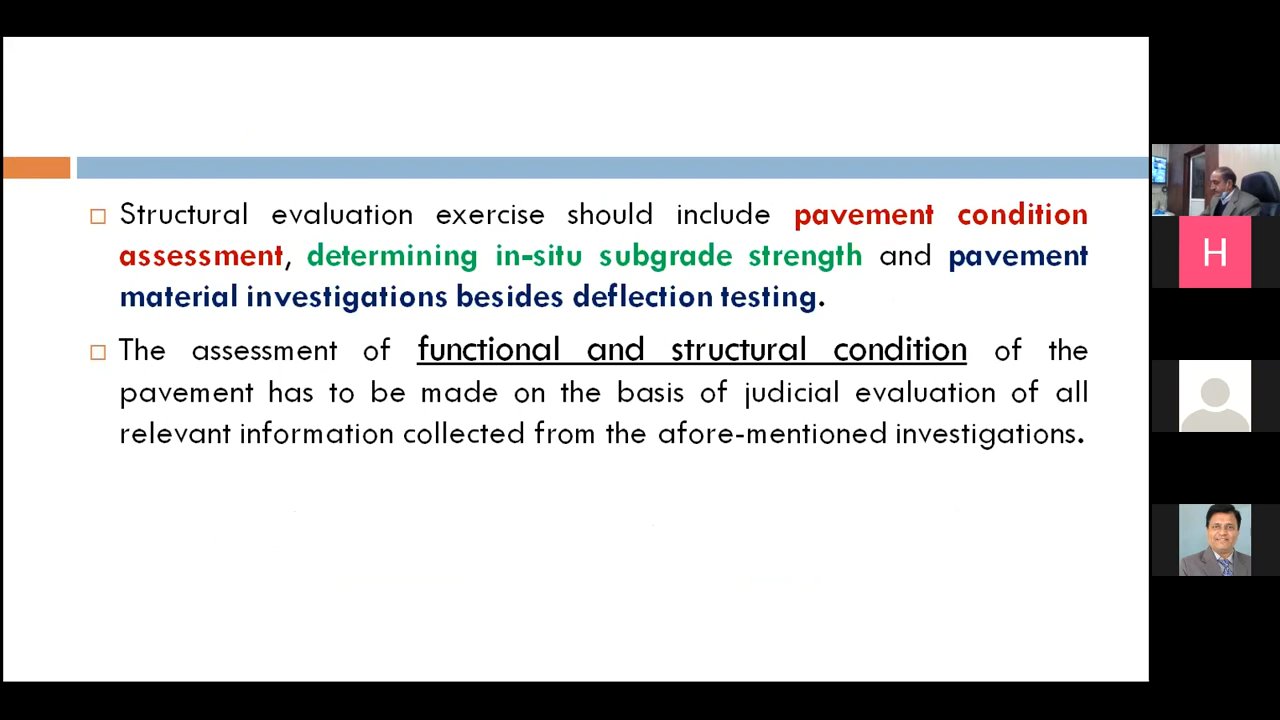 Structural evaluation exercise should include pavement condition
assessment, determining in-situ subgrade strength and pavement
material investigations besides deflection testing.
The assessment of functional and structural condition of the
pavement has to be made on the basis of judicial evaluation of all
relevant information collected from the afore-mentioned investigations.
H